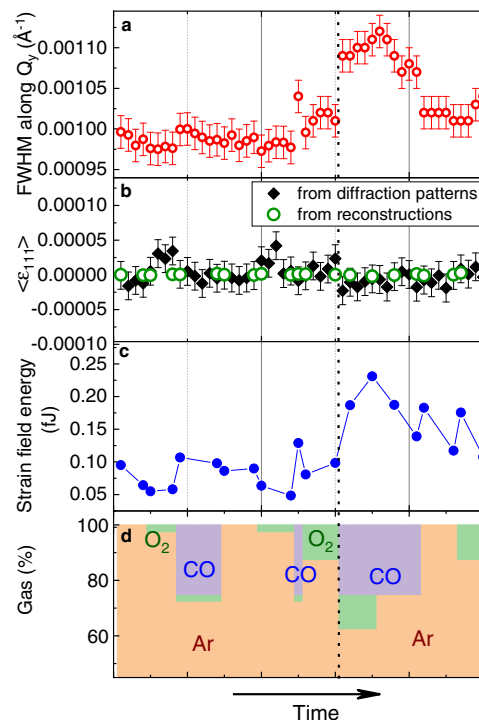 a
FWHM along Qy (Å-1)
0.00110
0.00105
0.00100
0.00095
b
from diffraction patterns
from reconstructions
<ε111>
0.00010
0.00005
0.00000
-0.00005
-0.00010
c
Strain field energy
(fJ)
0.25
0.20
0.15
0.10
0.05
d
Gas (%)
100
80
60
O2
CO
CO
O2
CO
Ar
Ar
Time